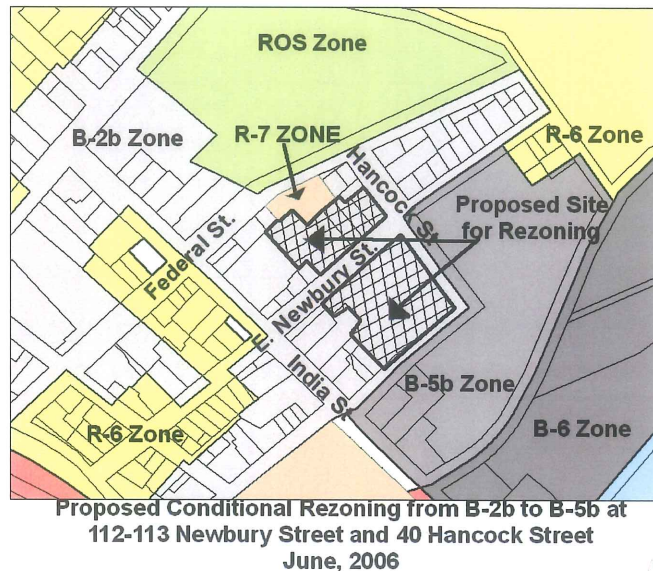 ROS Zone
B-2b Zone
R-7 ZONE
R-6 Zone
Hancock St.
Proposed Site
for Rezoning
Federal St.
Newbury St.
E
India St
B-5b Zone
R-6 Zone
B-6 Zone
Proposed Conditional Rezoning from B-2b to B-5b at
112-113 Newbury Street and 40 Hancock Street
June, 2006